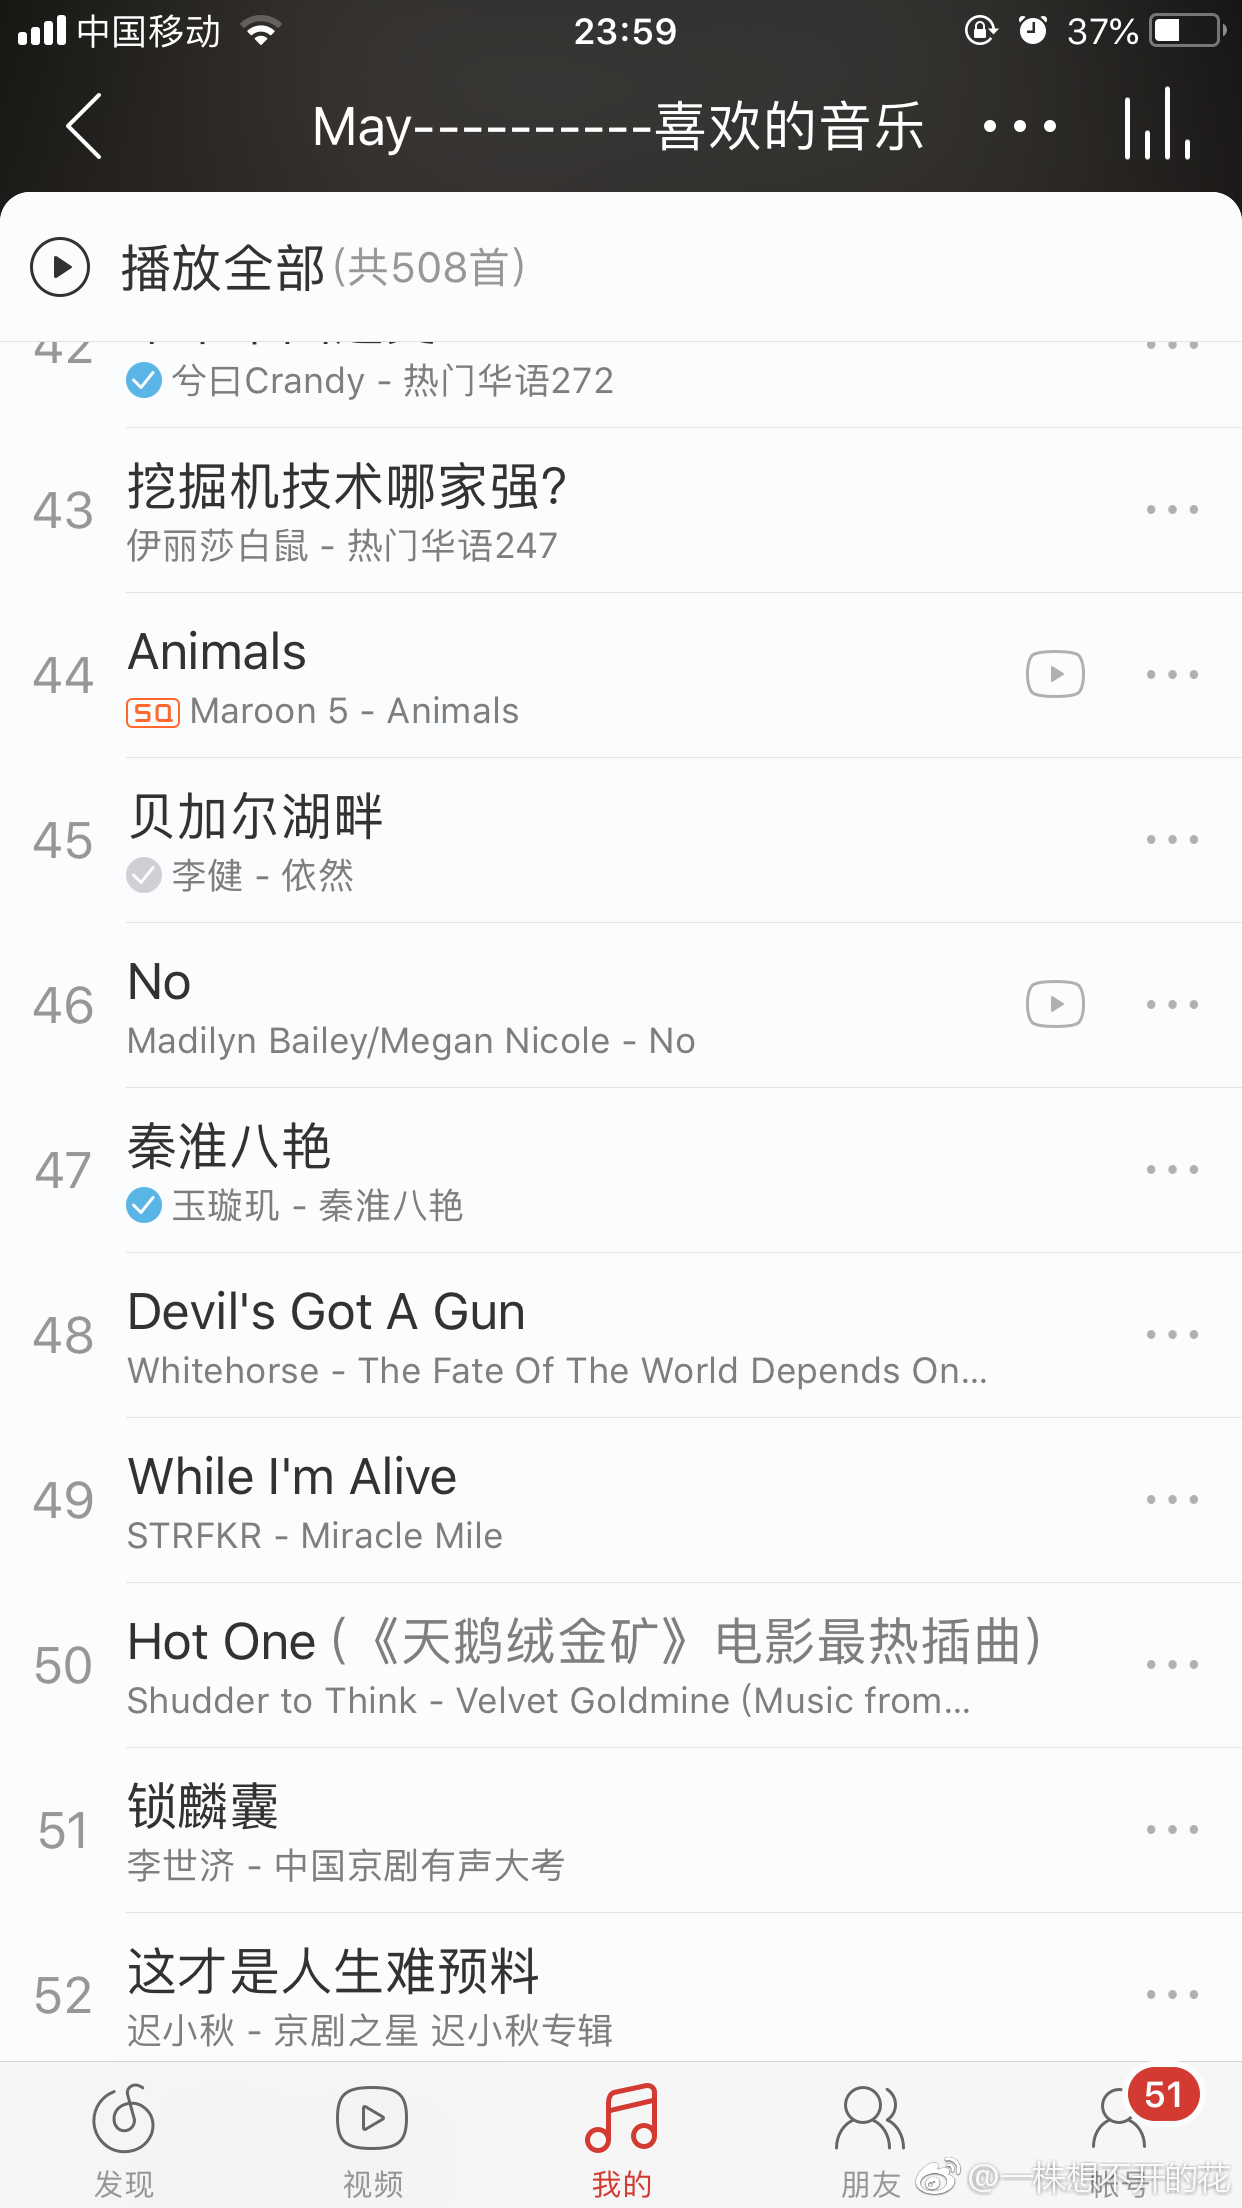 中国移动 23:59 37%
May----------喜欢的音乐
播放全部(共508首)
42
兮曰Crandy - 热门华语272
43 挖掘机技术哪家强?
伊丽莎白鼠 - 热门华语247
44 Animals
SQ Maroon 5 - Animals
45 贝加尔湖畔
李健 - 依然
46 No
Madilyn Bailey/Megan Nicole - No
47 秦淮八艳
玉璇玑 - 秦淮八艳
48 Devil's Got A Gun
Whitehorse - The Fate Of The World Depends On...
49 While I'm Alive
STRFKR - Miracle Mile
50 Hot One (《天鹅绒金矿》电影最热插曲)
Shudder to Think - Velvet Goldmine (Music from...
51 锁麟囊
李世济 - 中国京剧有声大考
52 这才是人生难预料
迟小秋 - 京剧之星 迟小秋专辑
51
发现 视频 我的 朋友 帐号
@一株想不开的花